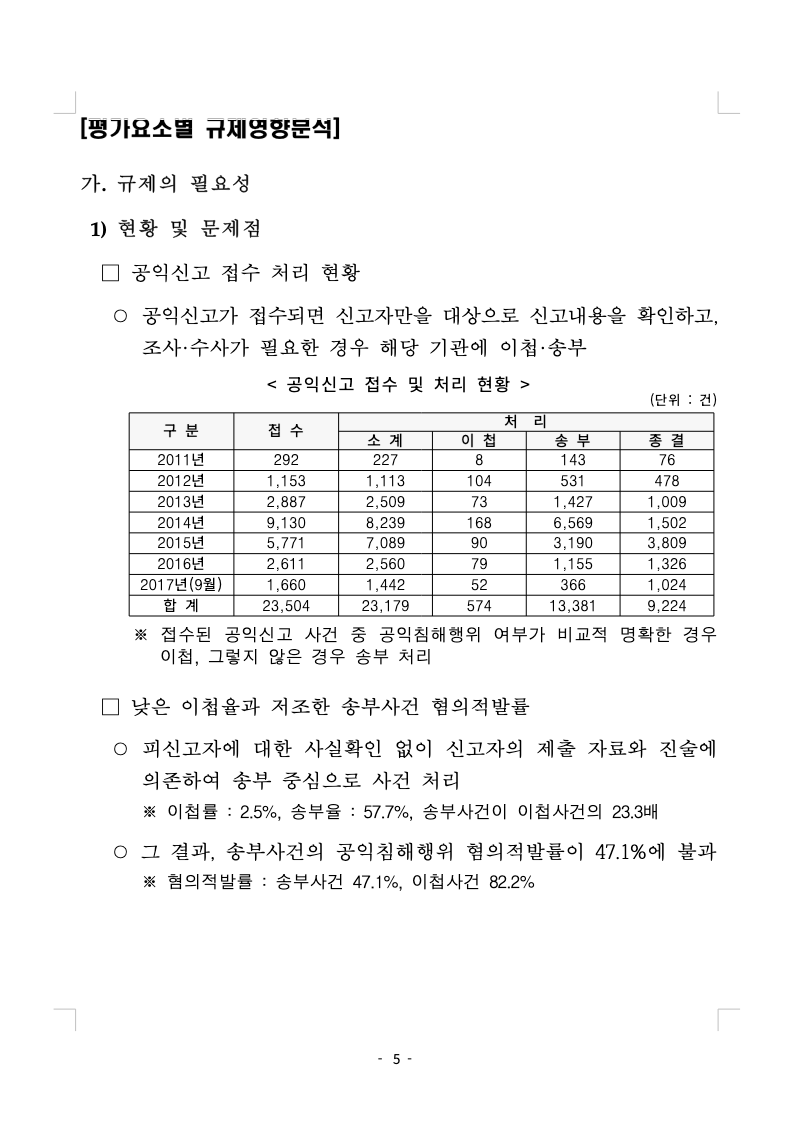 [평가요소별 규제영향분석]
가. 규제의 필요성
1) 현황 및 문제점
□ 공익신고 접수 처리 현황
○ 공익신고가 접수되면 신고자만을 대상으로 신고내용을 확인하고,
조사·수사가 필요한 경우 해당 기관에 이첩·송부
< 공익신고 접수 및 처리 현황 >
(단위 : 건)
구 분 접 수 처 리
소 계 이 첩 송 부 종 결
2011년 292 227 8 143 76
2012년 1,153 1,113 104 531 478
2013년 2,887 2,509 73 1,427 1,009
2014년 9,130 8,239 168 6,569 1,502
2015년 5,771 7,089 90 3,190 3,809
2016년 2,611 2,560 79 1,155 1,326
2017년(9월) 1,660 1,442 52 366 1,024
합 계 23,504 23,179 574 13,381 9,224
※ 접수된 공익신고 사건 중 공익침해행위 여부가 비교적 명확한 경우
이첩, 그렇지 않은 경우 송부 처리
□ 낮은 이첩율과 저조한 송부사건 혐의적발률
○ 피신고자에 대한 사실확인 없이 신고자의 제출 자료와 진술에
의존하여 송부 중심으로 사건 처리
※ 이첩률 : 2.5%, 송부율 : 57.7%, 송부사건이 이첩사건의 23.3배
○ 그 결과, 송부사건의 공익침해행위 혐의적발률이 47.1%에 불과
※ 혐의적발률 : 송부사건 47.1%, 이첩사건 82.2%
- 5 -